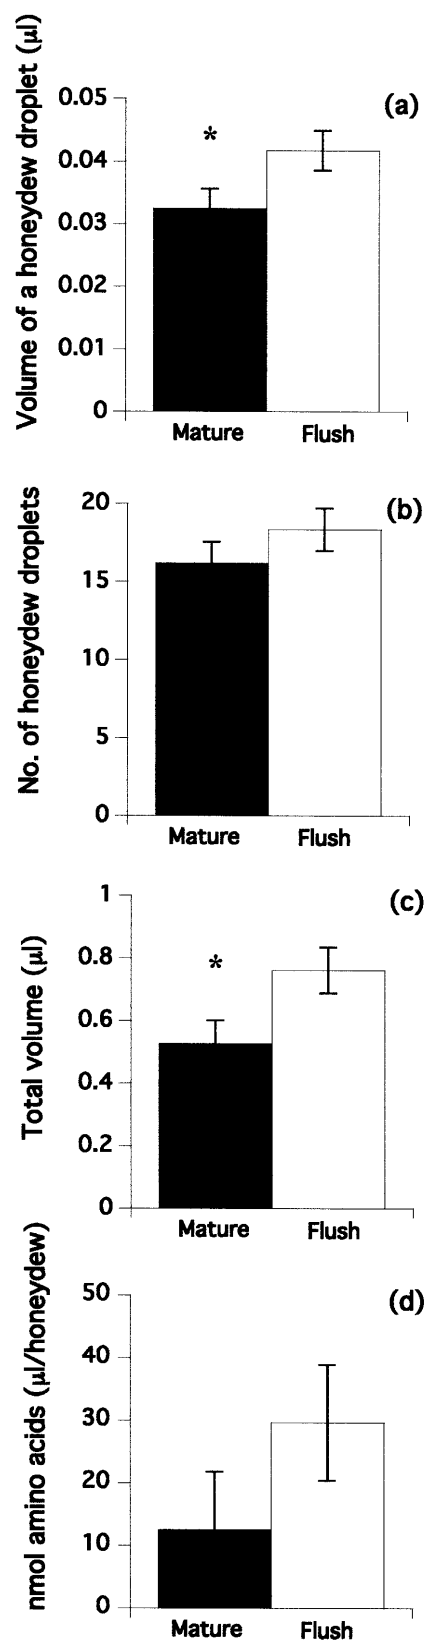 Volume of a honeydew droplet (μl)
(a)
0.05
0.04
0.03
0.02
0.01
0
*
Mature Flush
No. of honeydew droplets
(b)
20
15
10
5
0
Mature Flush
Total volume (μl)
(c)
1
0.8
0.6
0.4
0.2
0
*
Mature Flush
nmol amino acids (μl/honeydew)
(d)
50
40
30
20
10
0
Mature Flush